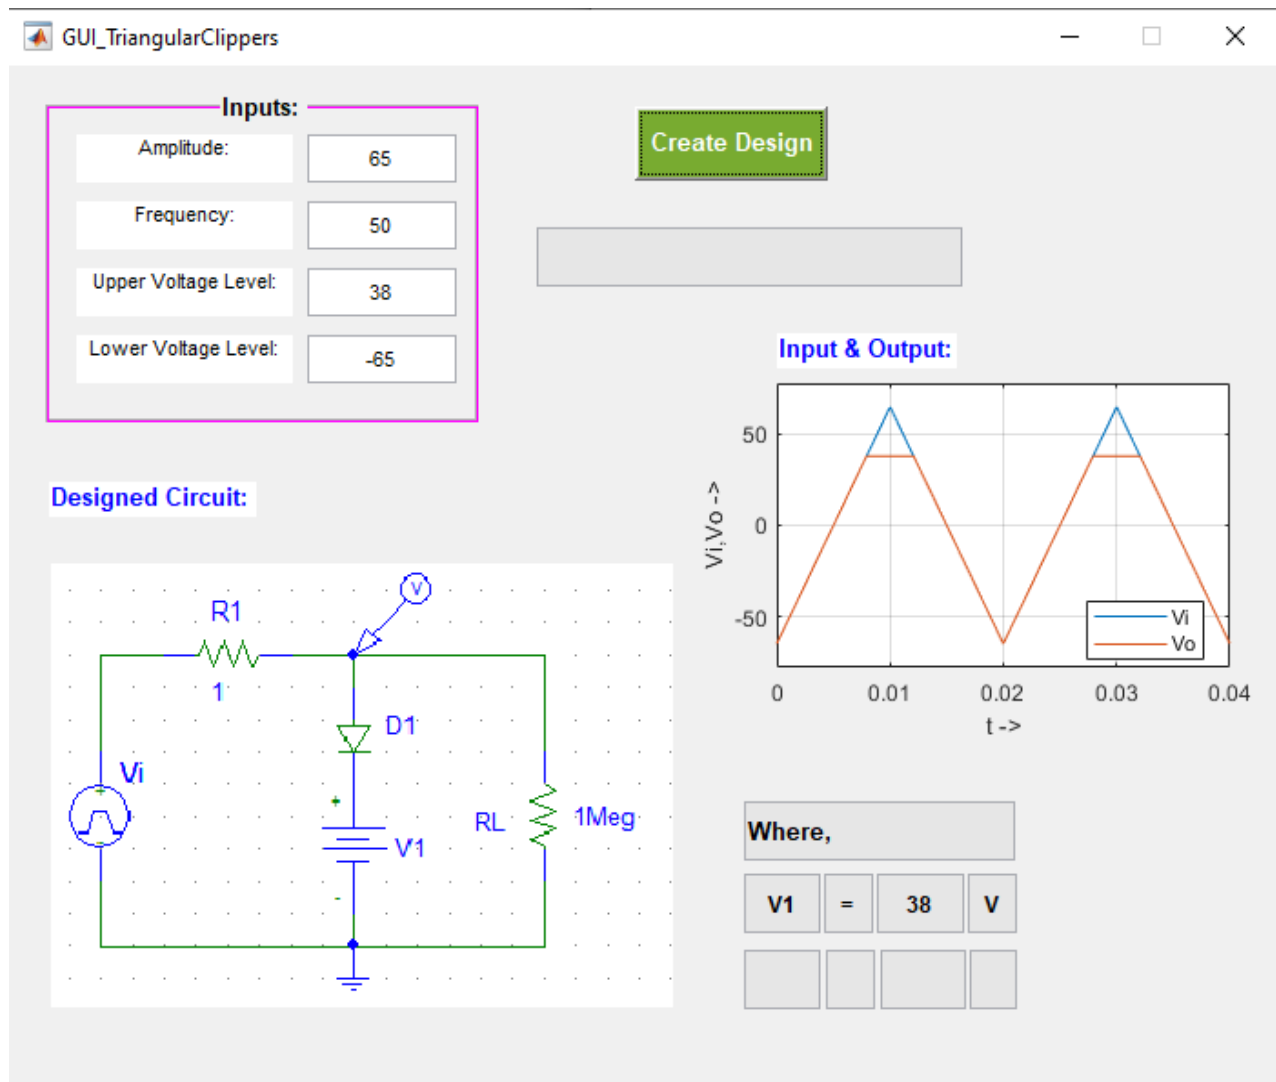 GUI_TriangularClippers
Inputs:
Amplitude:
65
Frequency:
50
Upper Voltage Level:
38
Lower Voltage Level:
-65
Create Design
Input & Output:
50
0
-50
Vi,Vo -->
Vi
Vo
0 0.01 0.02 0.03 0.04
t ->
Designed Circuit:
V
R1
1
D1
Vi
+
+
V1
RL
1Meg
-
-
Where,
V1 = 38 V